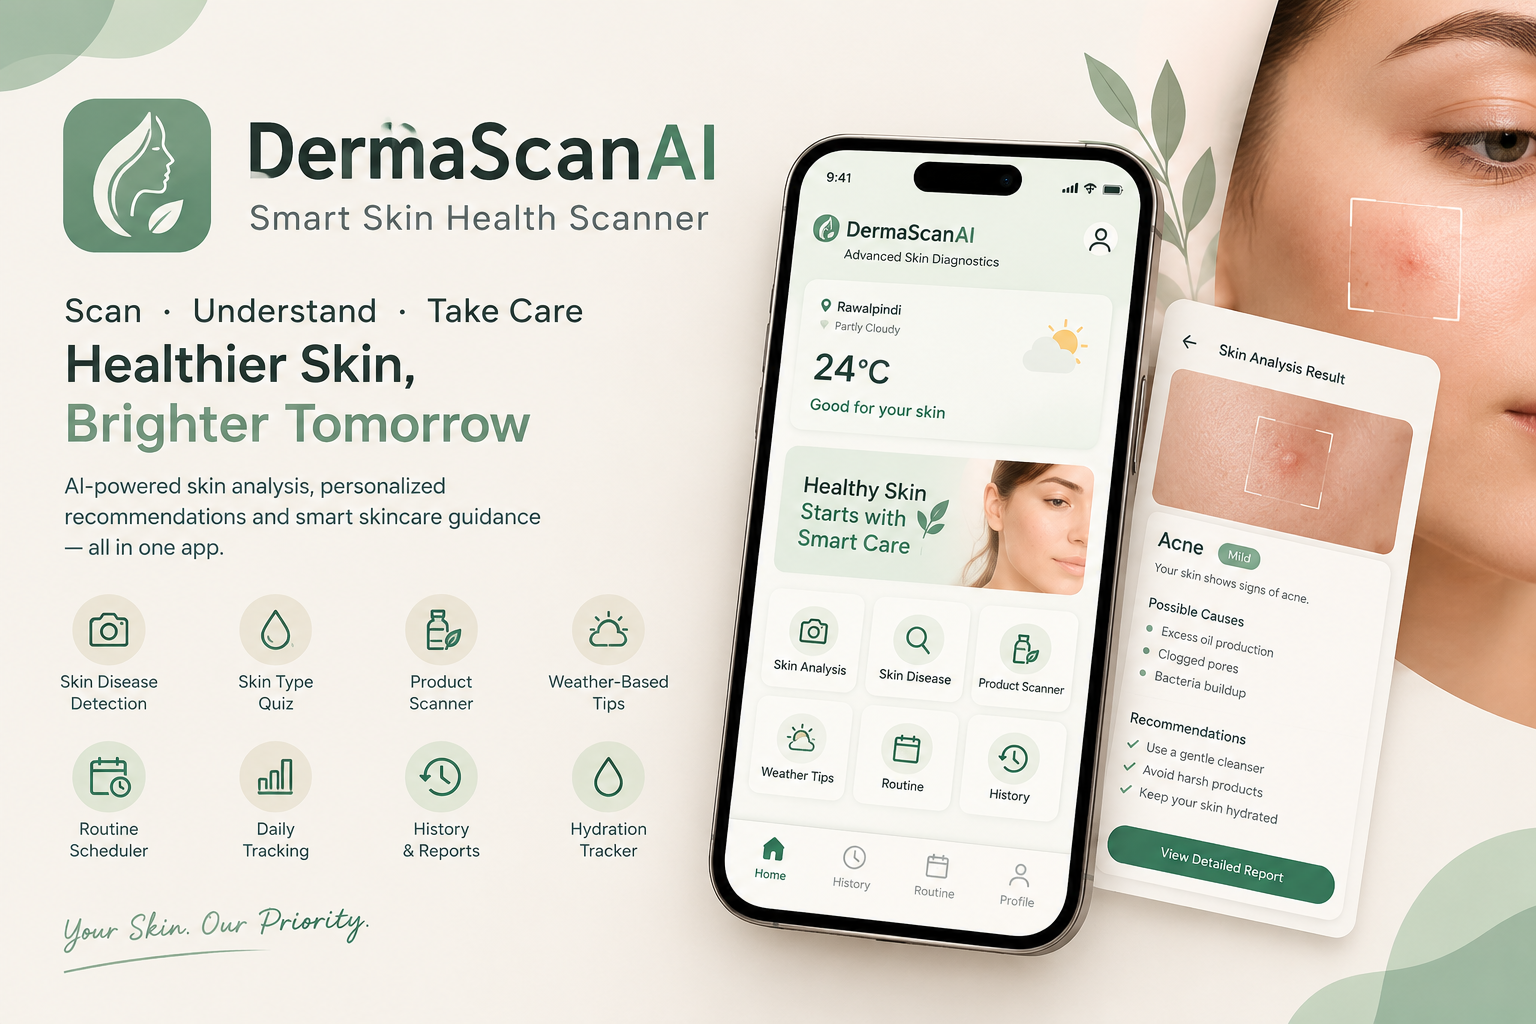 DermaScanAI
Smart Skin Health Scanner
Scan · Understand · Take Care
Healthier Skin,
Brighter Tomorrow
AI-powered skin analysis, personalized
recommendations and smart skincare guidance
— all in one app.
Skin Disease
Detection
Skin Type
Quiz
Product
Scanner
Weather-Based
Tips
Routine
Scheduler
Daily
Tracking
History
& Reports
Hydration
Tracker
Your Skin. Our Priority.
9:41
DermaScanAI
Advanced Skin Diagnostics
Rawalpindi
Partly Cloudy
24°C
Good for your skin
Healthy Skin
Starts with
Smart Care
Skin Analysis
Skin Disease
Product Scanner
Weather Tips
Routine
History
Home
History
Routine
Profile
Skin Analysis Result
Acne Mild
Your skin shows signs of acne.
Possible Causes
Excess oil production
Clogged pores
Bacteria buildup
Recommendations
Use a gentle cleanser
Avoid harsh products
Keep your skin hydrated
View Detailed Report